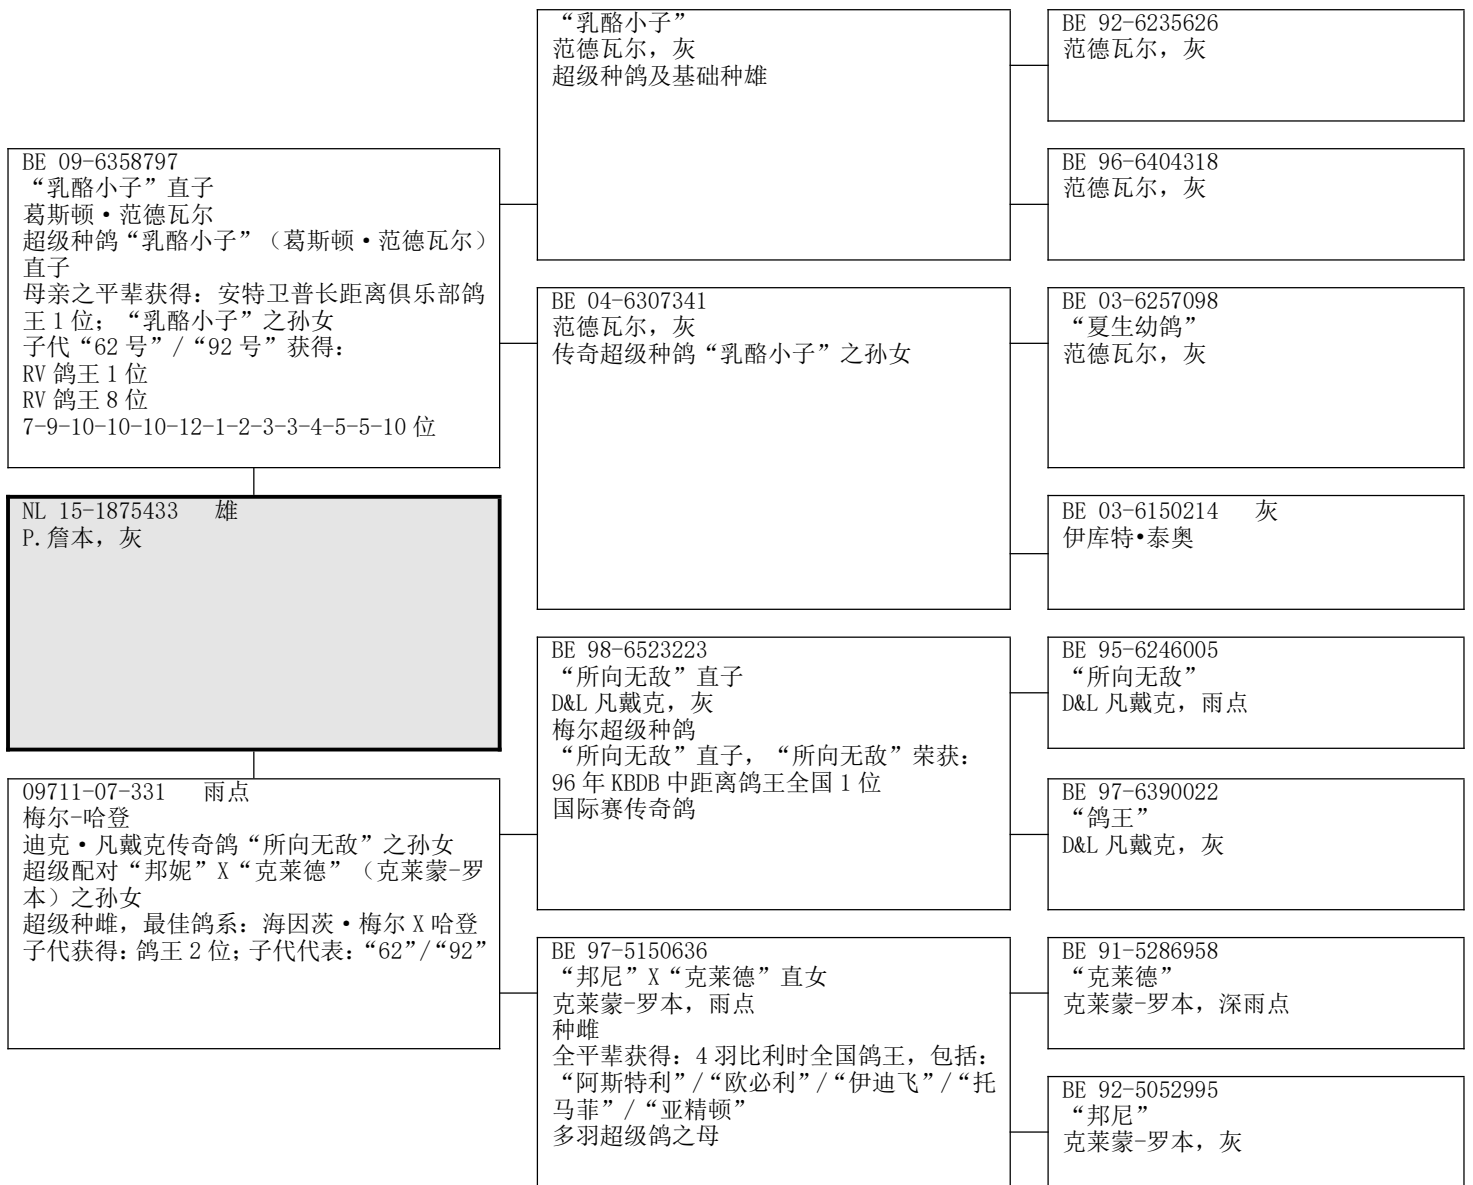 BE 09-6358797
“乳酪小子”直子
葛斯顿·范德瓦尔
超级种鸽“乳酪小子”（葛斯顿·范德瓦尔）
直子
母亲之平辈获得：安特卫普长距离俱乐部鸽
王 1 位；“乳酪小子”之孙女
子代“62 号”/“92 号”获得：
RV 鸽王 1 位
RV 鸽王 8 位
7-9-10-10-10-12-1-2-3-3-4-5-5-10 位
NL 15-1875433 雄
P.詹本，灰
09711-07-331 雨点
梅尔-哈登
迪克·凡戴克传奇鸽“所向无敌”之孙女
超级配对“邦妮”X“克莱德”（克莱蒙-罗
本）之孙女
超级种雌，最佳鸽系：海因茨·梅尔 X 哈登
子代获得：鸽王 2 位；子代代表：“62”/“92”
“乳酪小子”
范德瓦尔，灰
超级种鸽及基础种雄
BE 04-6307341
范德瓦尔，灰
传奇超级种鸽“乳酪小子”之孙女
BE 98-6523223
“所向无敌”直子
D&L 凡戴克，灰
梅尔超级种鸽
“所向无敌”直子，“所向无敌”荣获：
96 年 KBDB 中距离鸽王全国 1 位
国际赛传奇鸽
BE 97-5150636
“邦尼”X“克莱德”直女
克莱蒙-罗本，雨点
种雌
全平辈获得：4 羽比利时全国鸽王，包括：
“阿斯特利”/“欧必利”/“伊迪飞”/“托
马菲”/“亚精顿”
多羽超级鸽之母
BE 92-6235626
范德瓦尔，灰
BE 96-6404318
范德瓦尔，灰
BE 03-6257098
“夏生幼鸽”
范德瓦尔，灰
BE 03-6150214 灰
伊库特•泰奥
BE 95-6246005
“所向无敌”
D&L 凡戴克，雨点
BE 97-6390022
“鸽王”
D&L 凡戴克，灰
BE 91-5286958
“克莱德”
克莱蒙-罗本，深雨点
BE 92-5052995
“邦尼”
克莱蒙-罗本，灰